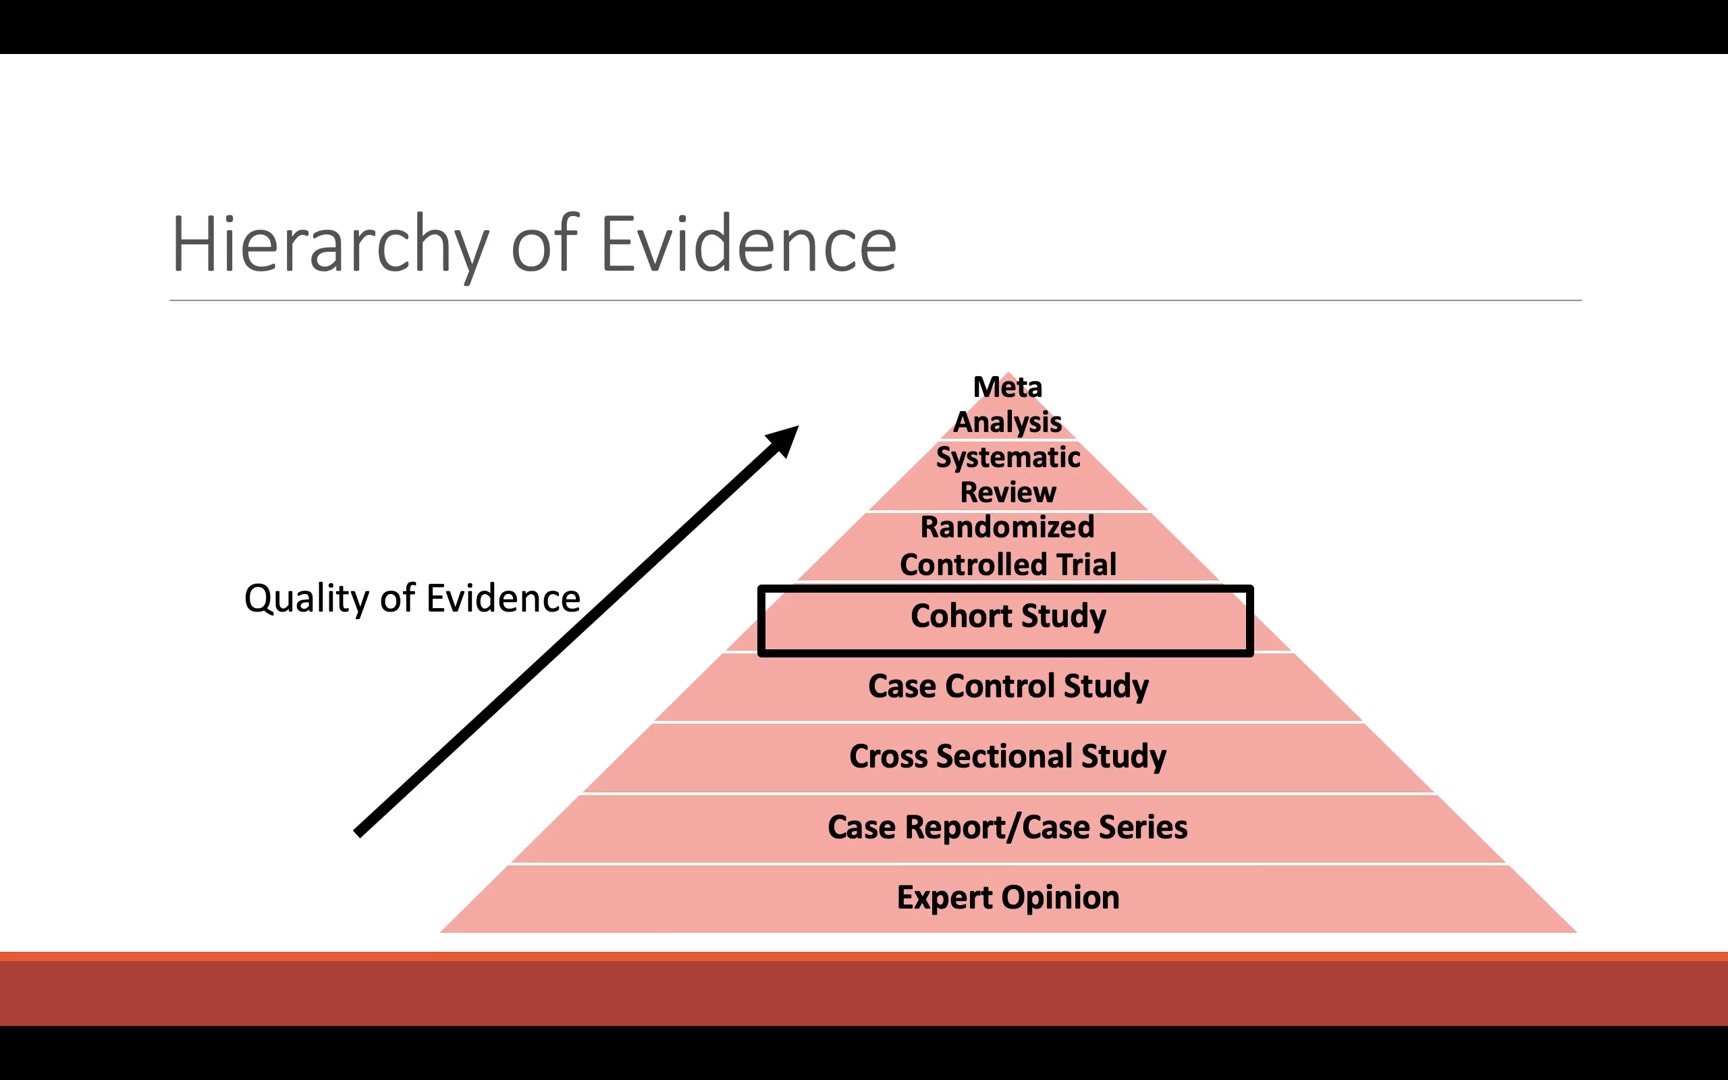 Hierarchy of Evidence
Meta
Analysis
Systematic
Review
Randomized
Controlled Trial
Quality of Evidence
Cohort Study
Case Control Study
Cross Sectional Study
Case Report/Case Series
Expert Opinion